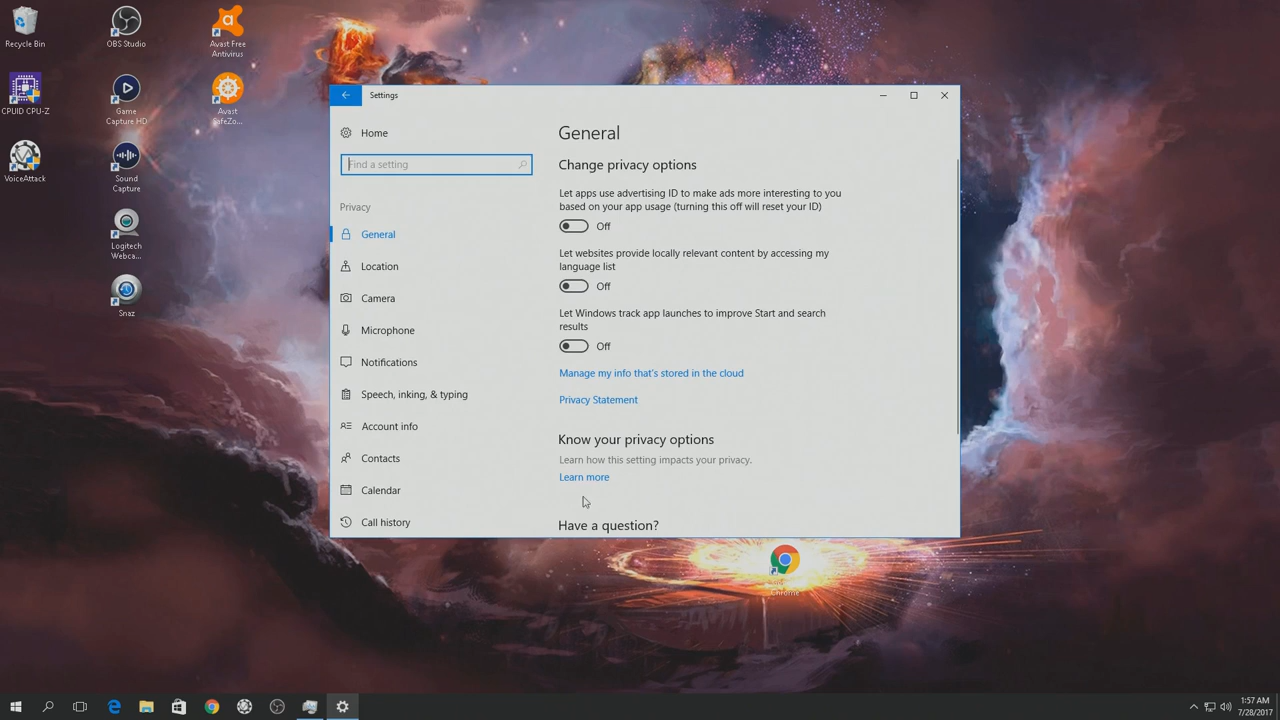 Recycle Bin
OBS Studio
Avast Free
Antivirus
CPUID CPU-Z
Game
Capture HD
Avast
SafeZo...
VoiceAttack
Sound
Capture
Logitech
Webca...
Snaz
Settings
Home
Find a setting
Privacy
General
Location
Camera
Microphone
Notifications
Speech, inking, & typing
Account info
Contacts
Calendar
Call history
General
Change privacy options
Let apps use advertising ID to make ads more interesting to you
based on your app usage (turning this off will reset your ID)
Off
Let websites provide locally relevant content by accessing my
language list
Off
Let Windows track app launches to improve Start and search
results
Off
Manage my info that's stored in the cloud
Privacy Statement
Know your privacy options
Learn how this setting impacts your privacy.
Learn more
Have a question?
Chrome
1:57 AM
7/28/2017